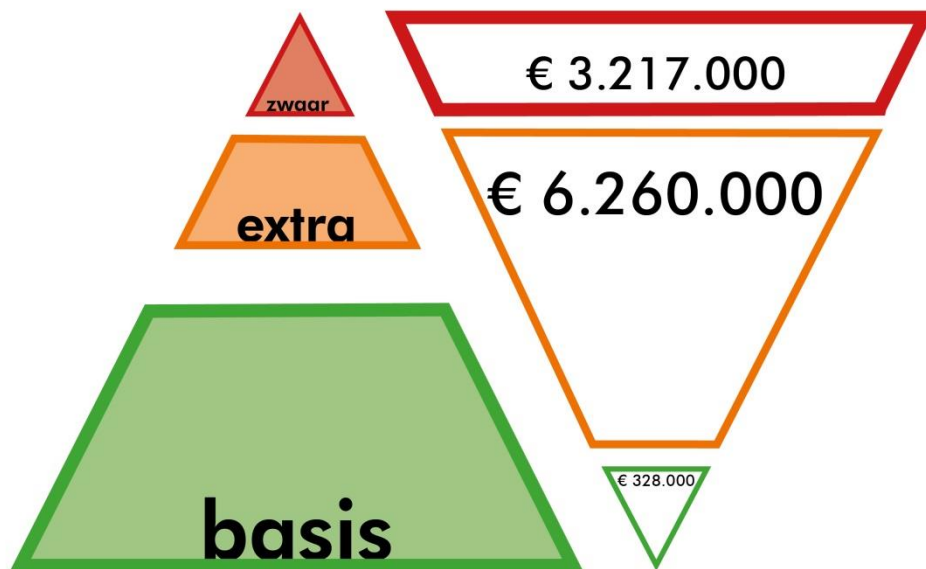 zwaar
€ 3.217.000
extra
€ 6.260.000
basis
€ 328.000